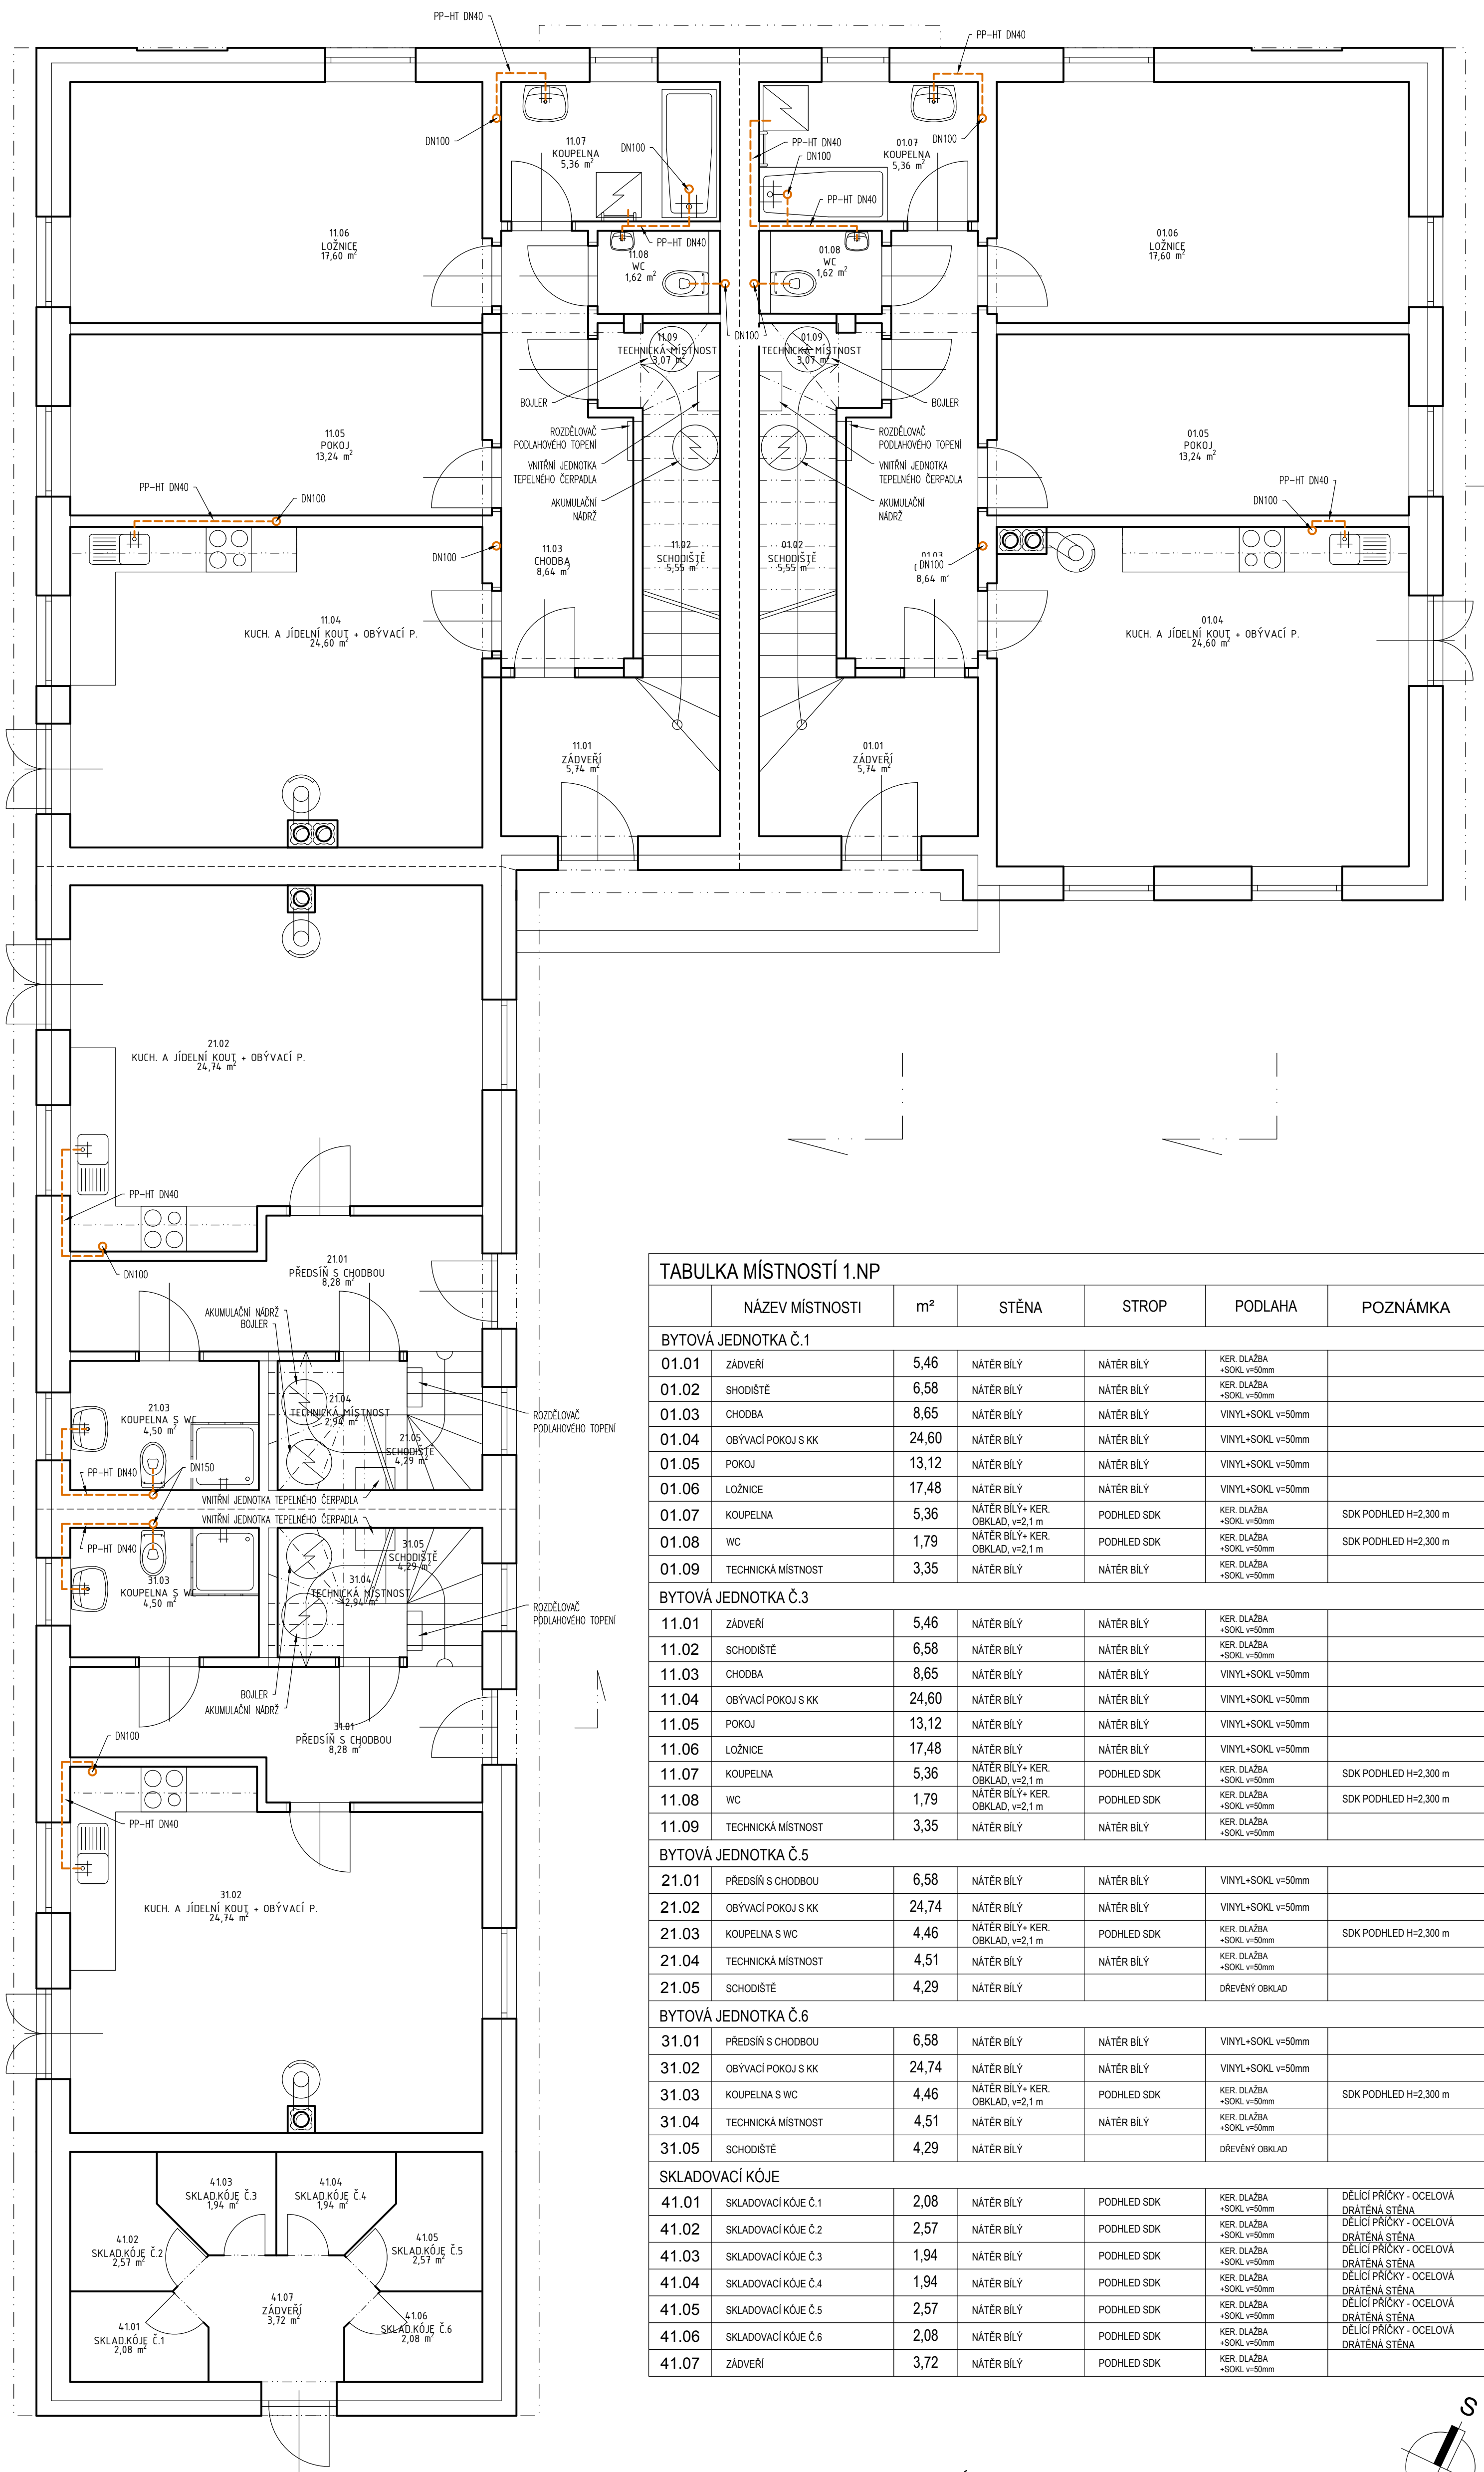 PP-HT DN40
PP-HT DN40
DN100
11.07
KOUPELNA
5,36 m²
DN100
PP-HT DN40
DN100
01.07
KOUPELNA
5,36 m²
DN100
PP-HT DN40
11.06
LOŽNICE
17,60 m²
PP-HT DN40
11.08
WC
1,62 m²
01.08
WC
1,62 m²
01.06
LOŽNICE
17,60 m²
DN100
11.09
TECHNICKÁ MÍSTNOST
3,07 m²
01.09
TECHNICKÁ MÍSTNOST
3,07 m²
BOJLER
BOJLER
11.05
POKOJ
13,24 m²
ROZDĚLOVAČ
PODLAHOVÉHO TOPENÍ
VNITŘNÍ JEDNOTKA
TEPELNÉHO ČERPADLA
AKUMULAČNÍ
NÁDRŽ
ROZDĚLOVAČ
PODLAHOVÉHO TOPENÍ
VNITŘNÍ JEDNOTKA
TEPELNÉHO ČERPADLA
AKUMULAČNÍ
NÁDRŽ
01.05
POKOJ
13,24 m²
PP-HT DN40
DN100
PP-HT DN40
DN100
DN100
11.03
CHODBA
8,64 m²
11.02
SCHODIŠTĚ
5,55 m²
01.02
SCHODIŠTĚ
5,55 m²
01.03
DN100
8,64 m²
11.04
KUCH. A JÍDELNÍ KOUT + OBÝVACÍ P.
24,60 m²
01.04
KUCH. A JÍDELNÍ KOUT + OBÝVACÍ P.
24,60 m²
11.01
ZÁDVEŘÍ
5,74 m²
01.01
ZÁDVEŘÍ
5,74 m²
21.02
KUCH. A JÍDELNÍ KOUT + OBÝVACÍ P.
24,74 m²
PP-HT DN40
DN100
21.01
PŘEDSÍŇ S CHODBOU
8,28 m²
AKUMULAČNÍ NÁDRŽ
BOJLER
21.03
KOUPELNA S WC
4,50 m²
21.04
TECHNICKÁ MÍSTNOST
2,94 m²
21.05
SCHODIŠTĚ
4,29 m²
ROZDĚLOVAČ
PODLAHOVÉHO TOPENÍ
PP-HT DN40
DN150
VNITŘNÍ JEDNOTKA TEPELNÉHO ČERPADLA
VNITŘNÍ JEDNOTKA TEPELNÉHO ČERPADLA
PP-HT DN40
31.03
KOUPELNA S WC
4,50 m²
31.05
SCHODIŠTĚ
4,29 m²
31.04
TECHNICKÁ MÍSTNOST
2,94 m²
ROZDĚLOVAČ
PODLAHOVÉHO TOPENÍ
BOJLER
AKUMULAČNÍ NÁDRŽ
31.01
PŘEDSÍŇ S CHODBOU
8,28 m²
DN100
PP-HT DN40
31.02
KUCH. A JÍDELNÍ KOUT + OBÝVACÍ P.
24,74 m²
41.03
SKLAD.KÓJE Č.3
1,94 m²
41.04
SKLAD.KÓJE Č.4
1,94 m²
41.02
SKLAD.KÓJE Č.2
2,57 m²
41.05
SKLAD.KÓJE Č.5
2,57 m²
41.07
ZÁDVEŘÍ
3,72 m²
41.01
SKLAD.KÓJE Č.1
2,08 m²
41.06
SKLAD.KÓJE Č.6
2,08 m²
TABULKA MÍSTNOSTÍ 1.NP
NÁZEV MÍSTNOSTI m² STĚNA STROP PODLAHA POZNÁMKA
BYTOVÁ JEDNOTKA Č.1
01.01 ZÁDVEŘÍ 5,46 NÁTĚR BÍLÝ NÁTĚR BÍLÝ KER. DLAŽBA +SOKL v=50mm
01.02 SHODIŠTĚ 6,58 NÁTĚR BÍLÝ NÁTĚR BÍLÝ KER. DLAŽBA +SOKL v=50mm
01.03 CHODBA 8,65 NÁTĚR BÍLÝ NÁTĚR BÍLÝ VINYL+SOKL v=50mm
01.04 OBÝVACÍ POKOJ S KK 24,60 NÁTĚR BÍLÝ NÁTĚR BÍLÝ VINYL+SOKL v=50mm
01.05 POKOJ 13,12 NÁTĚR BÍLÝ NÁTĚR BÍLÝ VINYL+SOKL v=50mm
01.06 LOŽNICE 17,48 NÁTĚR BÍLÝ NÁTĚR BÍLÝ VINYL+SOKL v=50mm
01.07 KOUPELNA 5,36 NÁTĚR BÍLÝ+ KER. OBKLAD, v=2,1 m PODHLED SDK KER. DLAŽBA +SOKL v=50mm SDK PODHLED H=2,300 m
01.08 WC 1,79 NÁTĚR BÍLÝ+ KER. OBKLAD, v=2,1 m PODHLED SDK KER. DLAŽBA +SOKL v=50mm SDK PODHLED H=2,300 m
01.09 TECHNICKÁ MÍSTNOST 3,35 NÁTĚR BÍLÝ NÁTĚR BÍLÝ KER. DLAŽBA +SOKL v=50mm
BYTOVÁ JEDNOTKA Č.3
11.01 ZÁDVEŘÍ 5,46 NÁTĚR BÍLÝ NÁTĚR BÍLÝ KER. DLAŽBA +SOKL v=50mm
11.02 SCHODIŠTĚ 6,58 NÁTĚR BÍLÝ NÁTĚR BÍLÝ KER. DLAŽBA +SOKL v=50mm
11.03 CHODBA 8,65 NÁTĚR BÍLÝ NÁTĚR BÍLÝ VINYL+SOKL v=50mm
11.04 OBÝVACÍ POKOJ S KK 24,60 NÁTĚR BÍLÝ NÁTĚR BÍLÝ VINYL+SOKL v=50mm
11.05 POKOJ 13,12 NÁTĚR BÍLÝ NÁTĚR BÍLÝ VINYL+SOKL v=50mm
11.06 LOŽNICE 17,48 NÁTĚR BÍLÝ NÁTĚR BÍLÝ VINYL+SOKL v=50mm
11.07 KOUPELNA 5,36 NÁTĚR BÍLÝ+ KER. OBKLAD, v=2,1 m PODHLED SDK KER. DLAŽBA +SOKL v=50mm SDK PODHLED H=2,300 m
11.08 WC 1,79 NÁTĚR BÍLÝ+ KER. OBKLAD, v=2,1 m PODHLED SDK KER. DLAŽBA +SOKL v=50mm SDK PODHLED H=2,300 m
11.09 TECHNICKÁ MÍSTNOST 3,35 NÁTĚR BÍLÝ NÁTĚR BÍLÝ KER. DLAŽBA +SOKL v=50mm
BYTOVÁ JEDNOTKA Č.5
21.01 PŘEDSÍŇ S CHODBOU 6,58 NÁTĚR BÍLÝ NÁTĚR BÍLÝ VINYL+SOKL v=50mm
21.02 OBÝVACÍ POKOJ S KK 24,74 NÁTĚR BÍLÝ NÁTĚR BÍLÝ VINYL+SOKL v=50mm
21.03 KOUPELNA S WC 4,46 NÁTĚR BÍLÝ+ KER. OBKLAD, v=2,1 m PODHLED SDK KER. DLAŽBA +SOKL v=50mm SDK PODHLED H=2,300 m
21.04 TECHNICKÁ MÍSTNOST 4,51 NÁTĚR BÍLÝ NÁTĚR BÍLÝ KER. DLAŽBA +SOKL v=50mm
21.05 SCHODIŠTĚ 4,29 NÁTĚR BÍLÝ DŘEVĚNÝ OBKLAD
BYTOVÁ JEDNOTKA Č.6
31.01 PŘEDSÍŇ S CHODBOU 6,58 NÁTĚR BÍLÝ NÁTĚR BÍLÝ VINYL+SOKL v=50mm
31.02 OBÝVACÍ POKOJ S KK 24,74 NÁTĚR BÍLÝ NÁTĚR BÍLÝ VINYL+SOKL v=50mm
31.03 KOUPELNA S WC 4,46 NÁTĚR BÍLÝ+ KER. OBKLAD, v=2,1 m PODHLED SDK KER. DLAŽBA +SOKL v=50mm SDK PODHLED H=2,300 m
31.04 TECHNICKÁ MÍSTNOST 4,51 NÁTĚR BÍLÝ NÁTĚR BÍLÝ KER. DLAŽBA +SOKL v=50mm
31.05 SCHODIŠTĚ 4,29 NÁTĚR BÍLÝ DŘEVĚNÝ OBKLAD
SKLADOVACÍ KÓJE
41.01 SKLADOVACÍ KÓJE Č.1 2,08 NÁTĚR BÍLÝ PODHLED SDK KER. DLAŽBA +SOKL v=50mm DĚLÍCÍ PŘÍČKY - OCELOVÁ DRÁTĚNÁ STĚNA
41.02 SKLADOVACÍ KÓJE Č.2 2,57 NÁTĚR BÍLÝ PODHLED SDK KER. DLAŽBA +SOKL v=50mm DĚLÍCÍ PŘÍČKY - OCELOVÁ DRÁTĚNÁ STĚNA
41.03 SKLADOVACÍ KÓJE Č.3 1,94 NÁTĚR BÍLÝ PODHLED SDK KER. DLAŽBA +SOKL v=50mm DĚLÍCÍ PŘÍČKY - OCELOVÁ DRÁTĚNÁ STĚNA
41.04 SKLADOVACÍ KÓJE Č.4 1,94 NÁTĚR BÍLÝ PODHLED SDK KER. DLAŽBA +SOKL v=50mm DĚLÍCÍ PŘÍČKY - OCELOVÁ DRÁTĚNÁ STĚNA
41.05 SKLADOVACÍ KÓJE Č.5 2,57 NÁTĚR BÍLÝ PODHLED SDK KER. DLAŽBA +SOKL v=50mm DĚLÍCÍ PŘÍČKY - OCELOVÁ DRÁTĚNÁ STĚNA
41.06 SKLADOVACÍ KÓJE Č.6 2,08 NÁTĚR BÍLÝ PODHLED SDK KER. DLAŽBA +SOKL v=50mm DĚLÍCÍ PŘÍČKY - OCELOVÁ DRÁTĚNÁ STĚNA
41.07 ZÁDVEŘÍ 3,72 NÁTĚR BÍLÝ PODHLED SDK KER. DLAŽBA +SOKL v=50mm
S